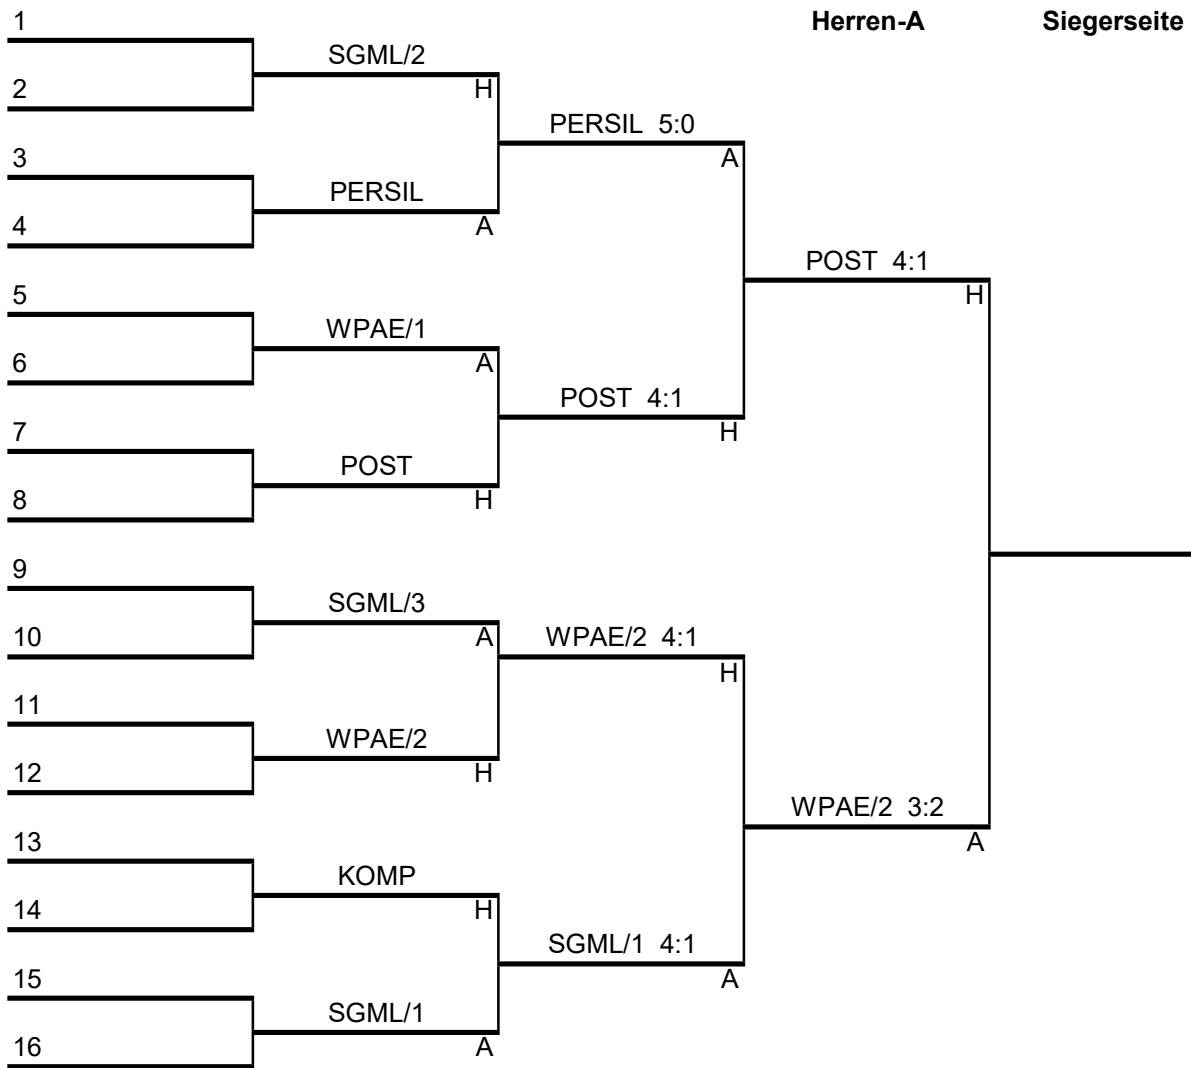 1 Herren-A Siegerseite
SGML/2
2 H
PERSIL 5:0
3 A
PERSIL
4 A
POST 4:1
5 H
WPAE/1
6 A
POST 4:1
7 H
POST
8 H
9
SGML/3
10 A WPAE/2 4:1
H
11
WPAE/2
12 H
WPAE/2 3:2
13 A
KOMP
14 H
SGML/1 4:1
15 A
SGML/1
16 A